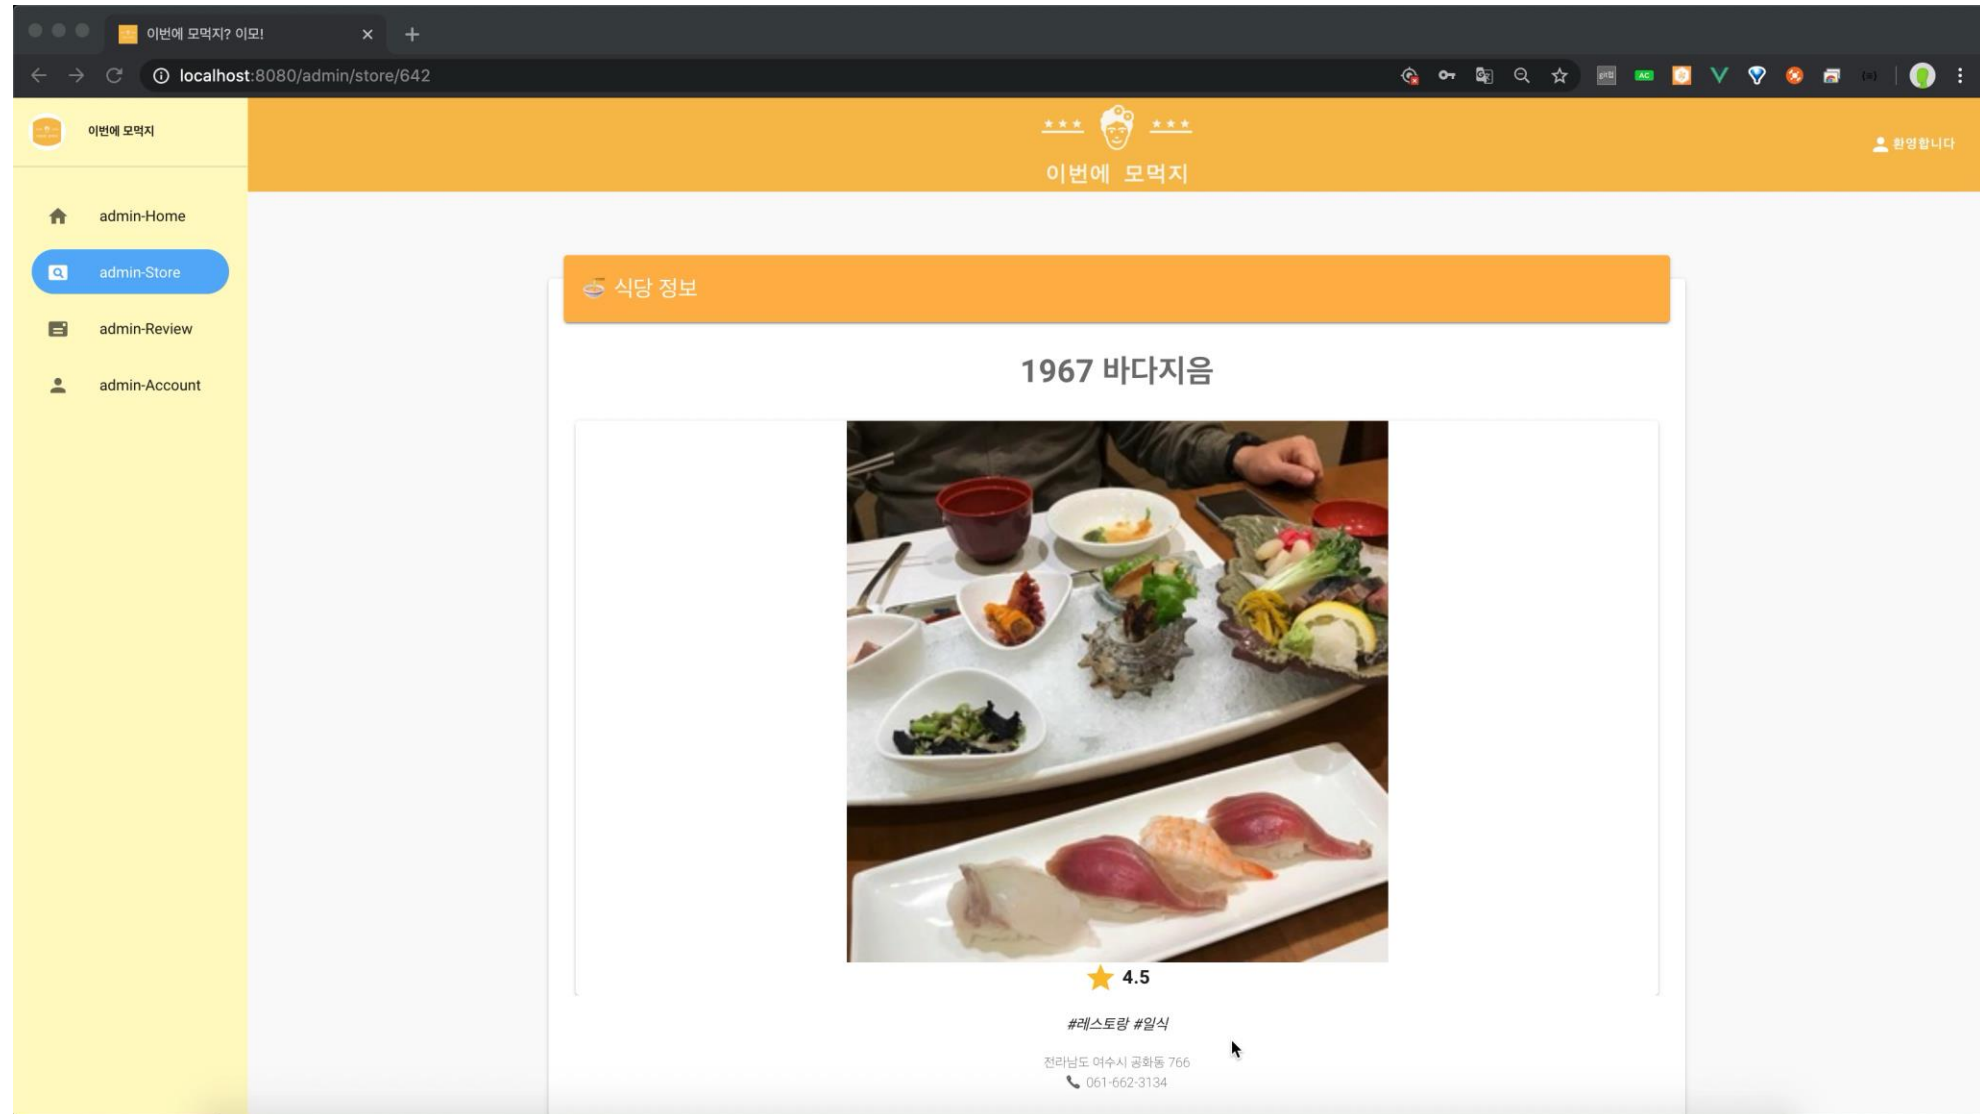 이번에 모먹지? 이모!
localhost:8080/admin/store/642
AC
이번에 모먹지
이번에 모먹지
환영합니다
admin-Home
admin-Store
admin-Review
admin-Account
식당 정보
1967 바다지음
4.5
#레스토랑 #일식
전라남도 여수시 공화동 766
061-662-3134